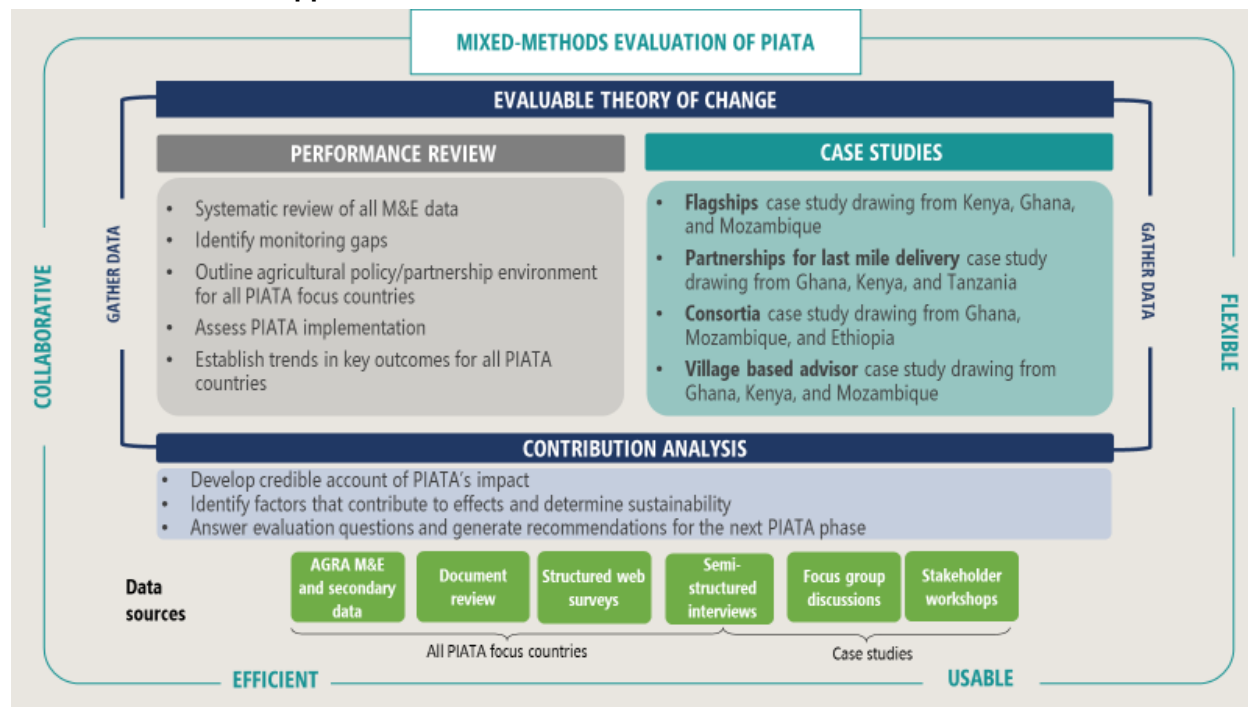 MIXED-METHODS EVALUATION OF PIATA
EVALUABLE THEORY OF CHANGE
PERFORMANCE REVIEW
• Systematic review of all M&E data
• Identify monitoring gaps
• Outline agricultural policy/partnership environment
for all PIATA focus countries
• Assess PIATA implementation
• Establish trends in key outcomes for all PIATA
countries
CASE STUDIES
• Flagships case study drawing from Kenya, Ghana,
and Mozambique
• Partnerships for last mile delivery case study
drawing from Ghana, Kenya, and Tanzania
• Consortia case study drawing from Ghana,
Mozambique, and Ethiopia
• Village based advisor case study drawing from
Ghana, Kenya, and Mozambique
GATHER DATA
GATHER DATA
COLLABORATIVE
FLEXIBLE
CONTRIBUTION ANALYSIS
• Develop credible account of PIATA's impact
• Identify factors that contribute to effects and determine sustainability
• Answer evaluation questions and generate recommendations for the next PIATA phase
Data
sources
AGRA M&E
and secondary
data
Document
review
Structured web
surveys
Semi-
structured
interviews
Focus group
discussions
Stakeholder
workshops
All PIATA focus countries
Case studies
EFFICIENT
USABLE